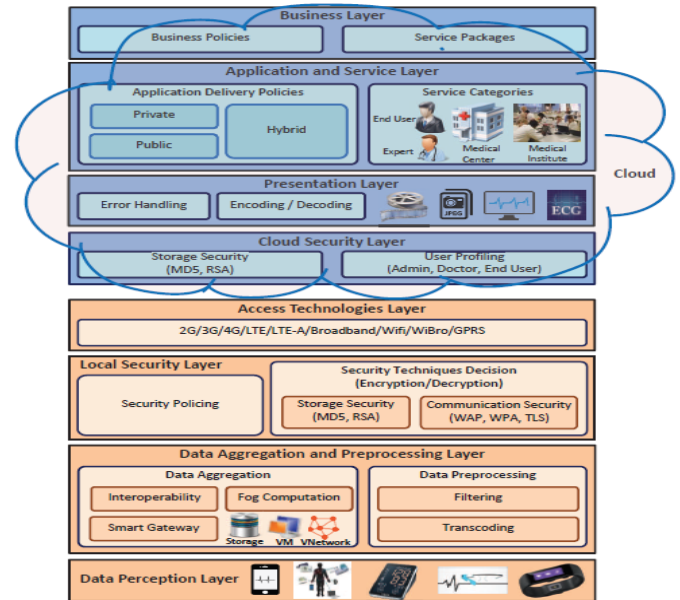 Business Layer
Business Policies
Service Packages
Application and Service Layer
Application Delivery Policies
Private
Public
Hybrid
Service Categories
End User
Expert
Medical
Center
Medical
Institute
Cloud
Presentation Layer
Error Handling
Encoding / Decoding
JPEG
ECG
Cloud Security Layer
Storage Security
(MD5, RSA)
User Profiling
(Admin, Doctor, End User)
Access Technologies Layer
2G/3G/4G/LTE/LTE-A/Broadband/Wifi/WiBro/GPRS
Local Security Layer
Security Policing
Security Techniques Decision
(Encryption/Decryption)
Storage Security
(MD5, RSA)
Communication Security
(WAP, WPA, TLS)
Data Aggregation and Preprocessing Layer
Data Aggregation
Interoperability
Fog Computation
Smart Gateway
Storage
VM
VNetwork
Data Preprocessing
Filtering
Transcoding
Data Perception Layer